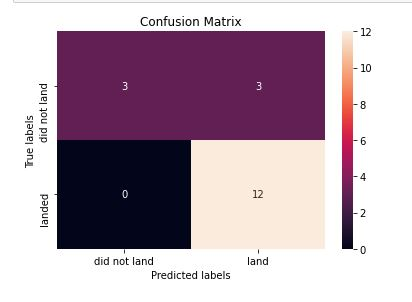 Confusion Matrix
True labels
did not land
landed
3
3
0
12
did not land
land
Predicted labels
12
10
8
6
4
2
0